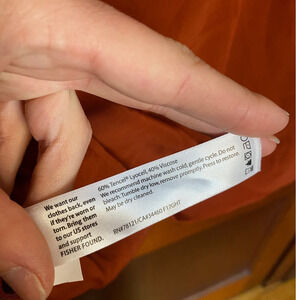 We want our
clothes back, even
if they're worn or
torn. Bring them
to our US stores
and support
FISHER FOUND.
60% Tencel® Lyocell, 40% Viscose
We recommend machine wash cold, gentle cycle. Do not
bleach. Tumble dry low, remove promptly. Press to restore.
May be dry cleaned.